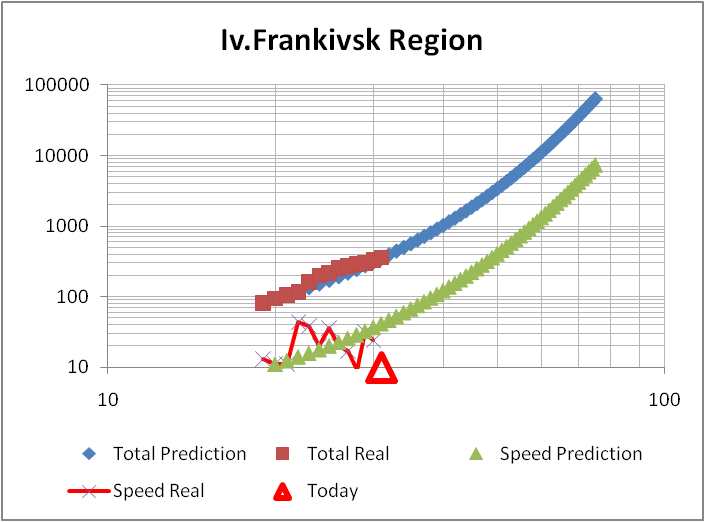 Iv.Frankivsk Region
100000
10000
1000
100
10
10 100
Total Prediction Total Real Speed Prediction
Speed Real Today